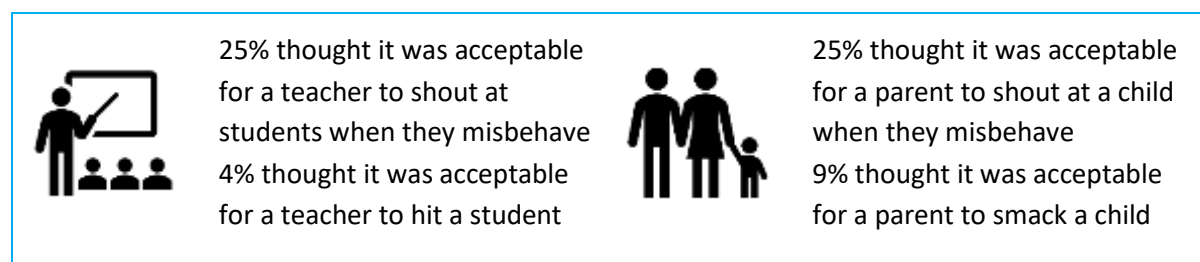 25% thought it was acceptable
for a teacher to shout at
students when they misbehave
4% thought it was acceptable
for a teacher to hit a student
25% thought it was acceptable
for a parent to shout at a child
when they misbehave
9% thought it was acceptable
for a parent to smack a child